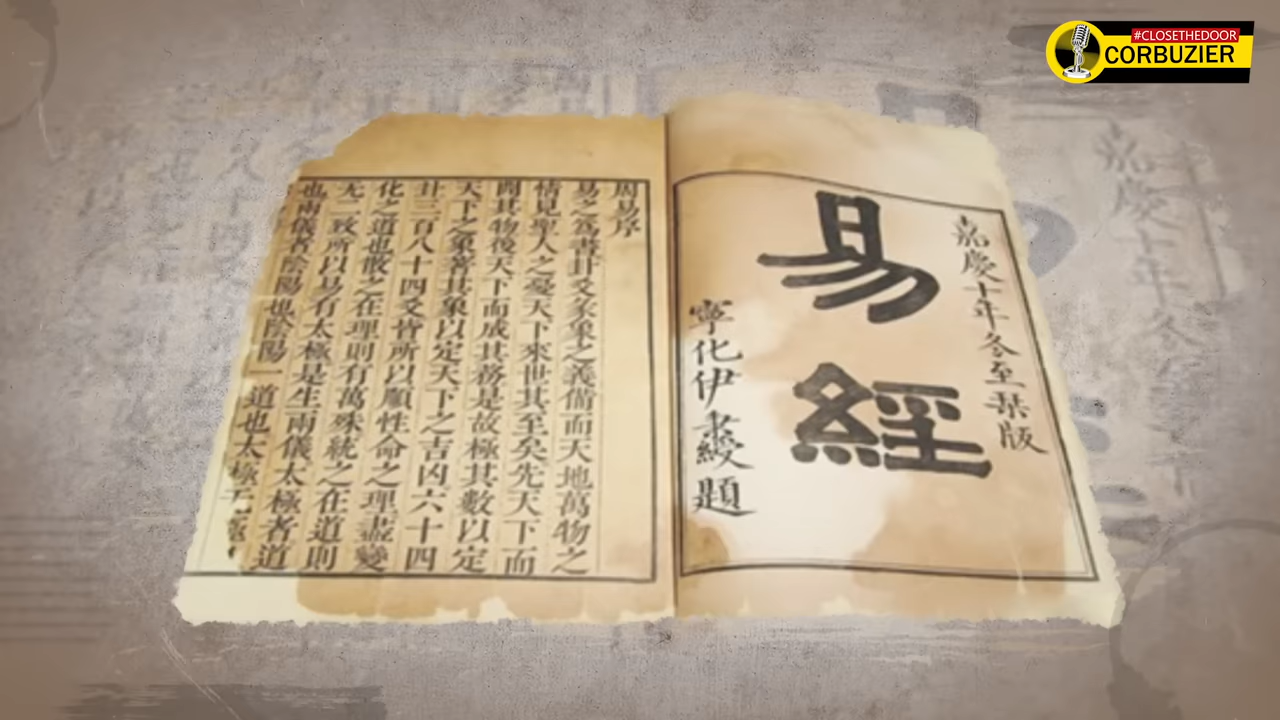 #CLOSETHEDOOR
CORBUZIER
嘉慶十年冬至栞版
易經
寧化伊秉綬題
周易序
易之爲書卦爻彖象之義備而天地萬物之
情見聖人之憂天下來世其至矣先天下而
開其物後天下而成其務是故極其數以定
天下之象著其象以定天下之吉凶六十四
卦三百八十四爻皆所以順性命之理盡變
化之道也散之在理則有萬殊統之在道則
无二致所以易有太極是生兩儀太極者道
也兩儀者陰陽也陰陽一道也太極无極